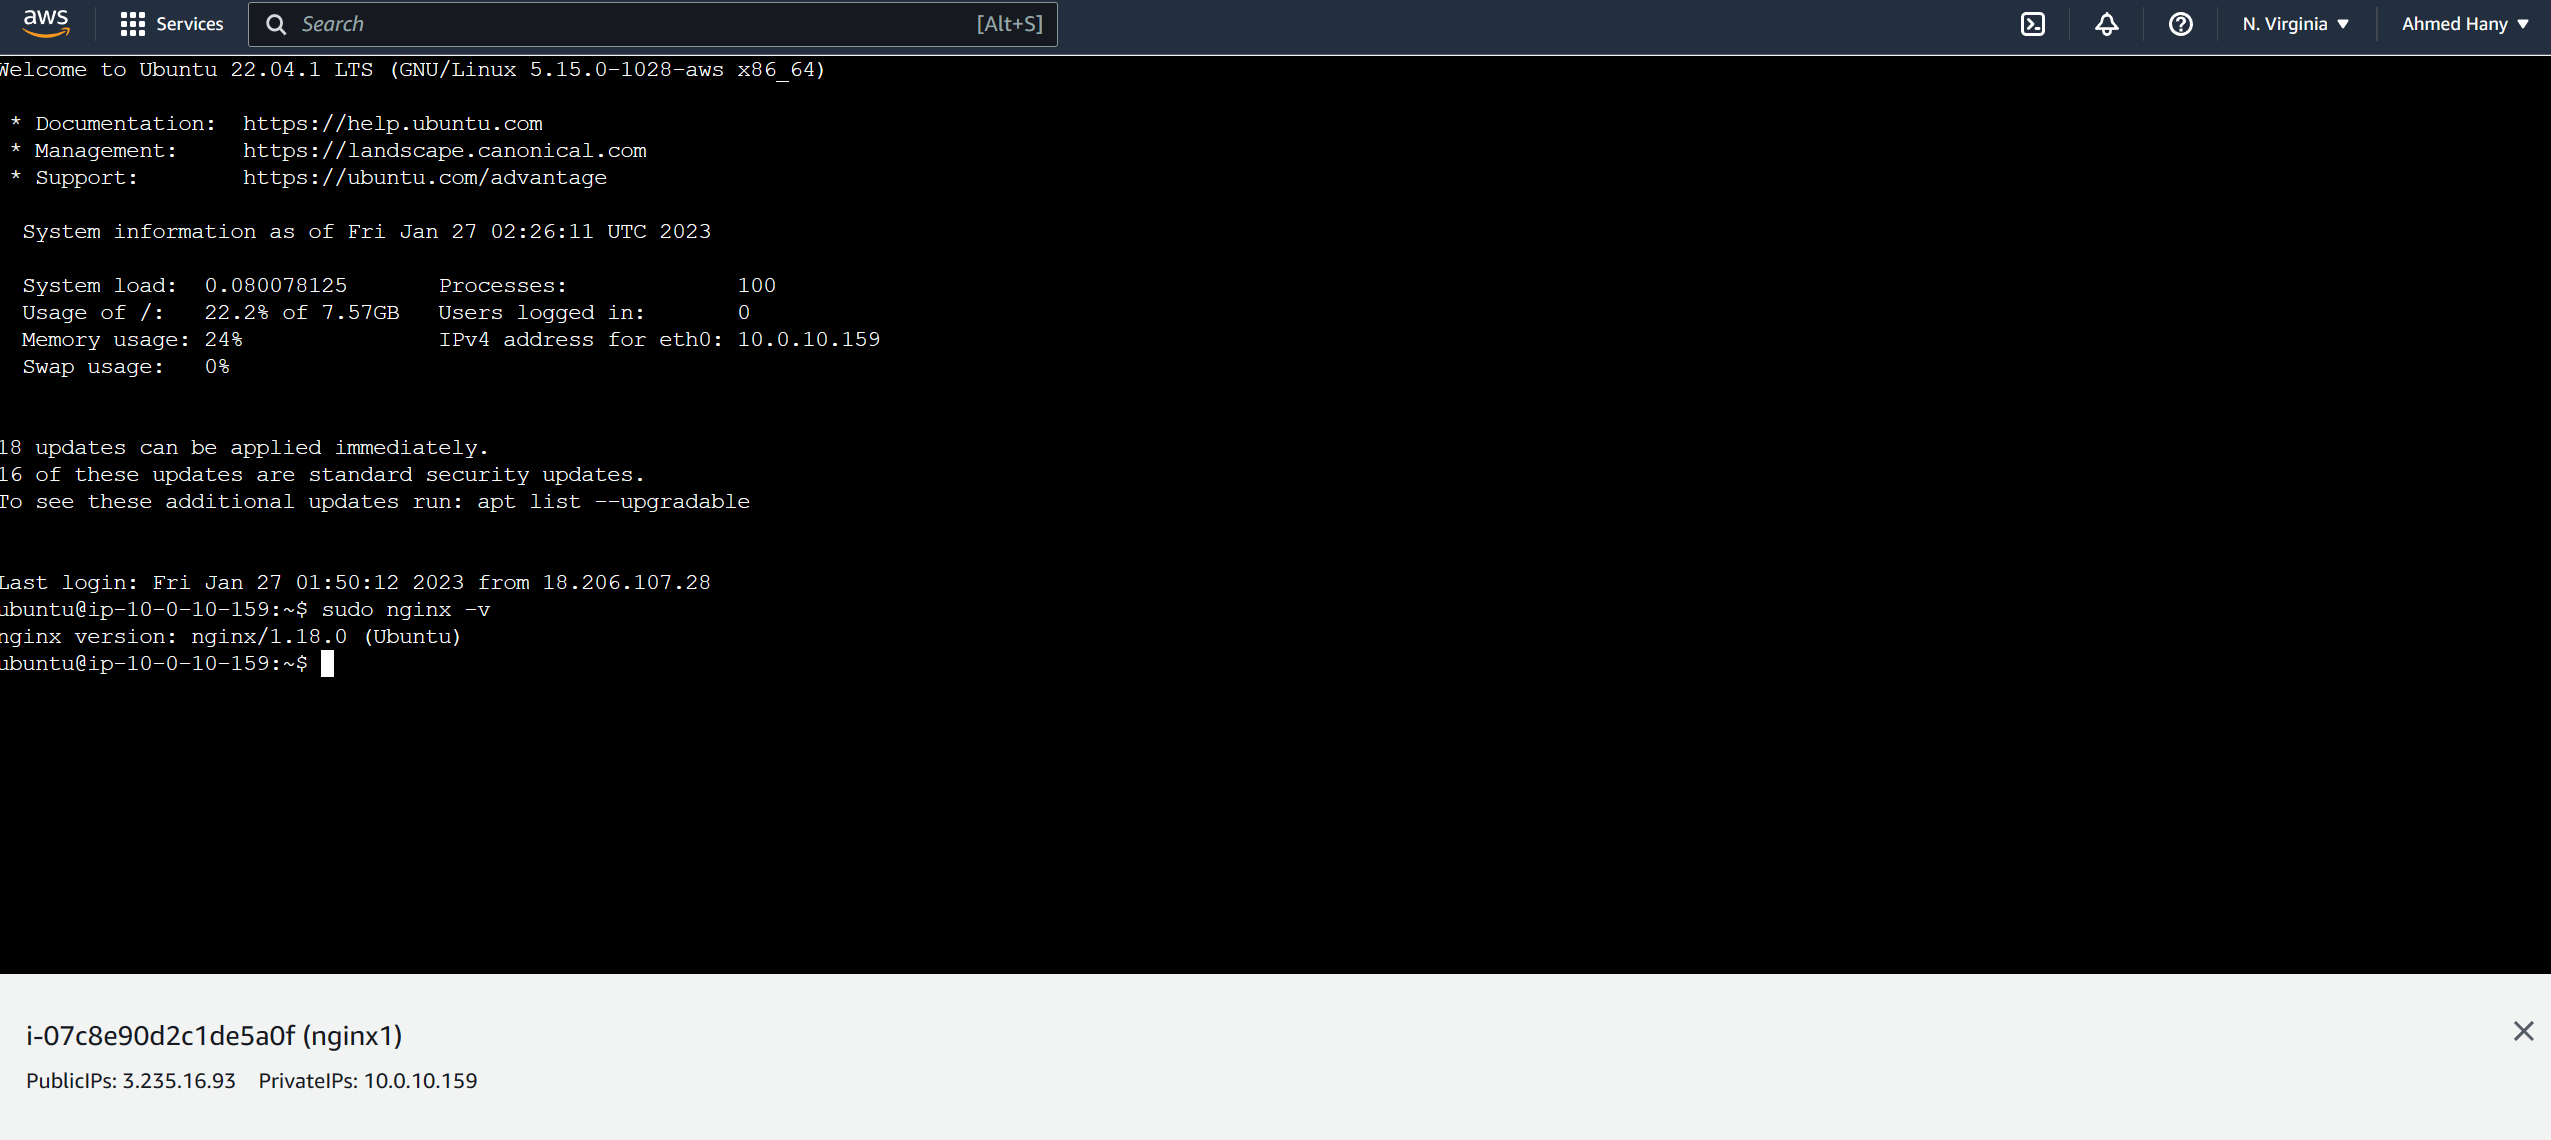 aws Services Search [Alt+S] N. Virginia Ahmed Hany
Welcome to Ubuntu 22.04.1 LTS (GNU/Linux 5.15.0-1028-aws x86_64)
* Documentation: https://help.ubuntu.com
* Management: https://landscape.canonical.com
* Support: https://ubuntu.com/advantage
System information as of Fri Jan 27 02:26:11 UTC 2023
System load: 0.080078125 Processes: 100
Usage of /: 22.2% of 7.57GB Users logged in: 0
Memory usage: 24% IPv4 address for eth0: 10.0.10.159
Swap usage: 0%
18 updates can be applied immediately.
16 of these updates are standard security updates.
To see these additional updates run: apt list --upgradable
Last login: Fri Jan 27 01:50:12 2023 from 18.206.107.28
ubuntu@ip-10-0-10-159:~$ sudo nginx -v
nginx version: nginx/1.18.0 (Ubuntu)
ubuntu@ip-10-0-10-159:~$
i-07c8e90d2c1de5a0f (nginx1)
PublicIPs: 3.235.16.93 PrivateIPs: 10.0.10.159